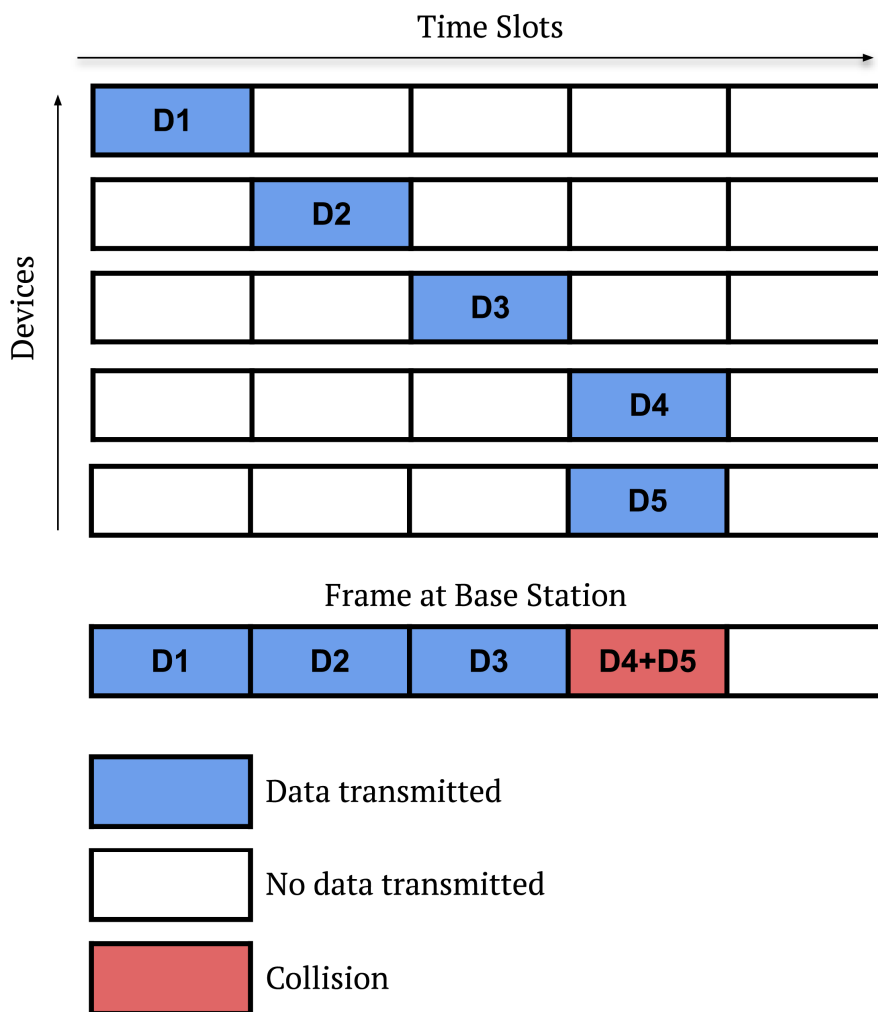 Time Slots
Devices
D1
D2
D3
D4
D5
Frame at Base Station
D1 D2 D3 D4+D5
Data transmitted
No data transmitted
Collision